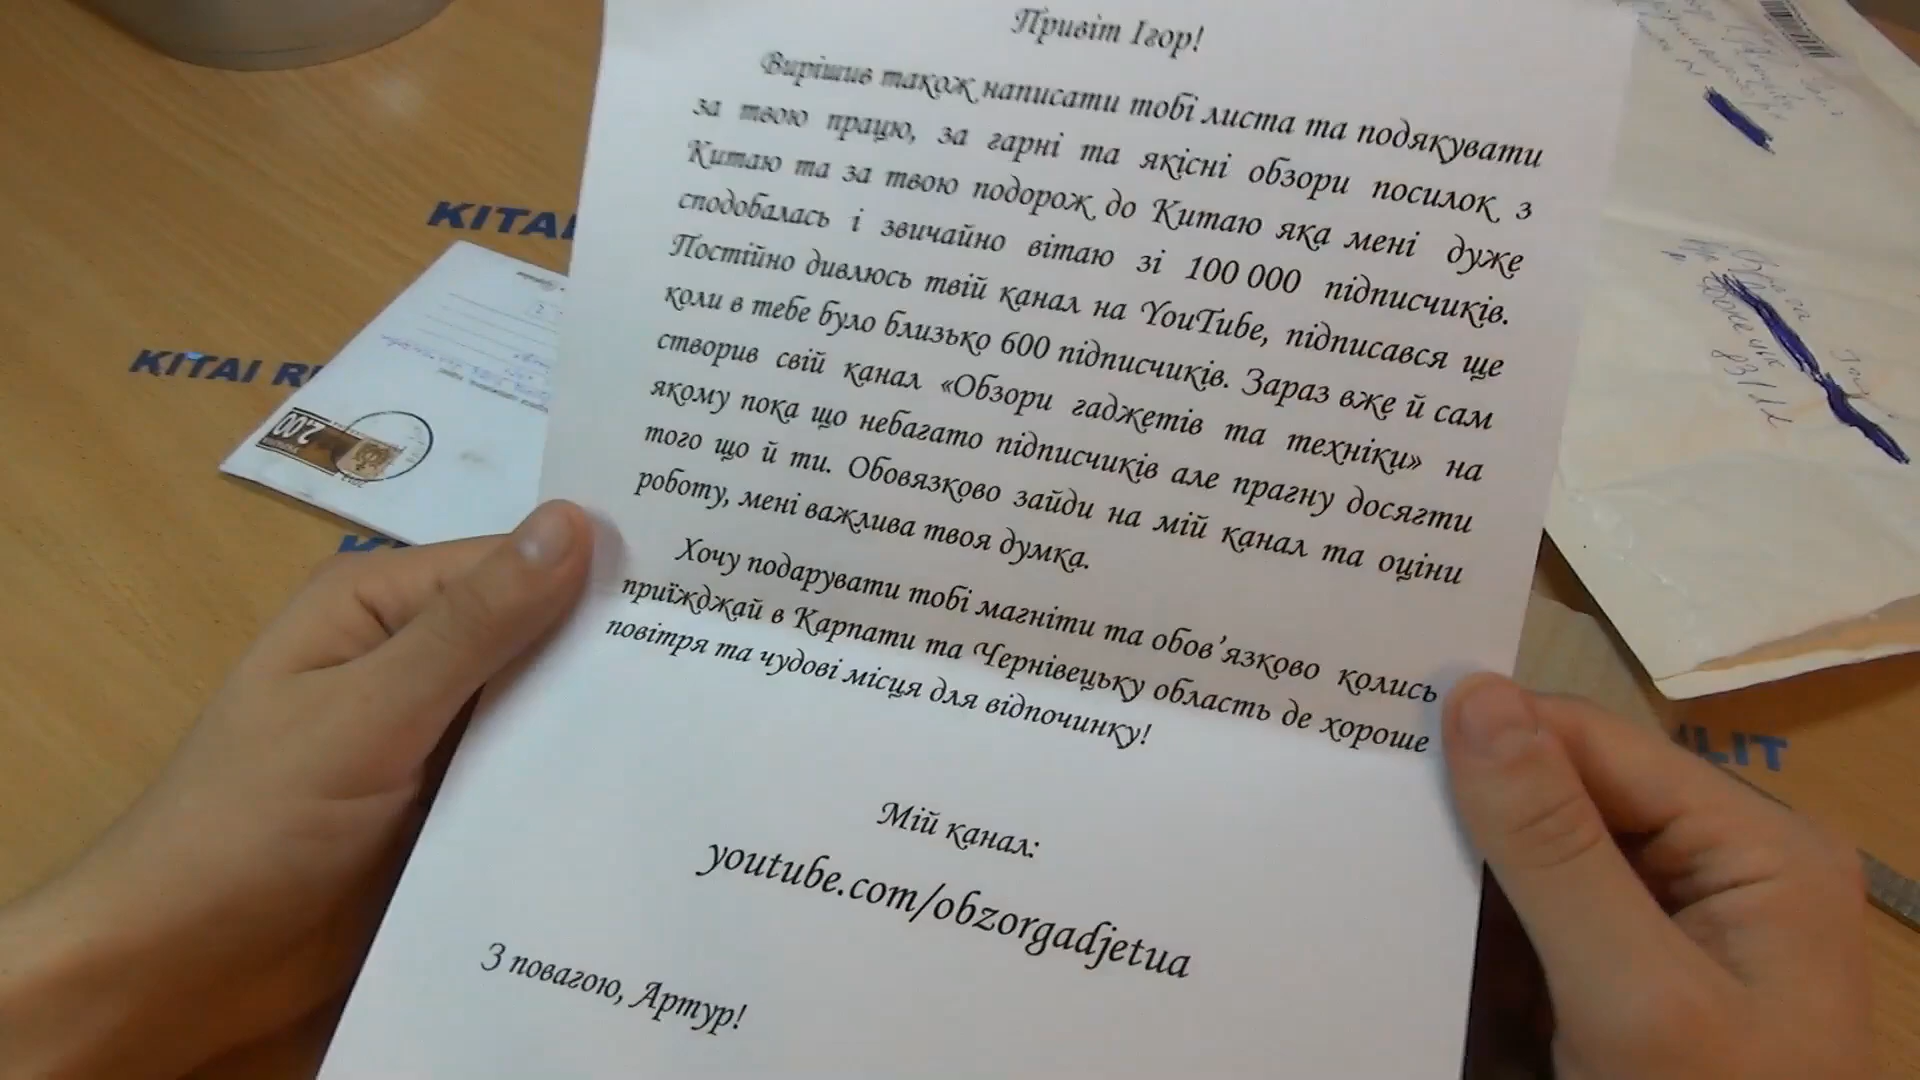 Привіт Ігор!
Вирішив також написати тобі листа та подякувати
за твою працю, за гарні та якісні обзори посилок з
Китаю та за твою подорож до Китаю яка мені дуже
сподобалась і звичайно вітаю зі 100 000 підписчиків.
Постійно дивлюсь твій канал на YouTube, підписався ще
коли в тебе було близько 600 підписчиків. Зараз вже й сам
створив свій канал «Обзори гаджетів та техніки» на
якому пока що небагато підписчиків але прагну досягти
того що й ти. Обовязково зайди на мій канал та оціни
роботу, мені важлива твоя думка.
Хочу подарувати тобі магніти та обов’язково колись
приїжджай в Карпати та Чернівецьку область де хороше
повітря та чудові місця для відпочинку!
Мій канал:
youtube.com/obzorgadjetua
З повагою, Артур!
KITAI
KITAI R
LIT
2.00